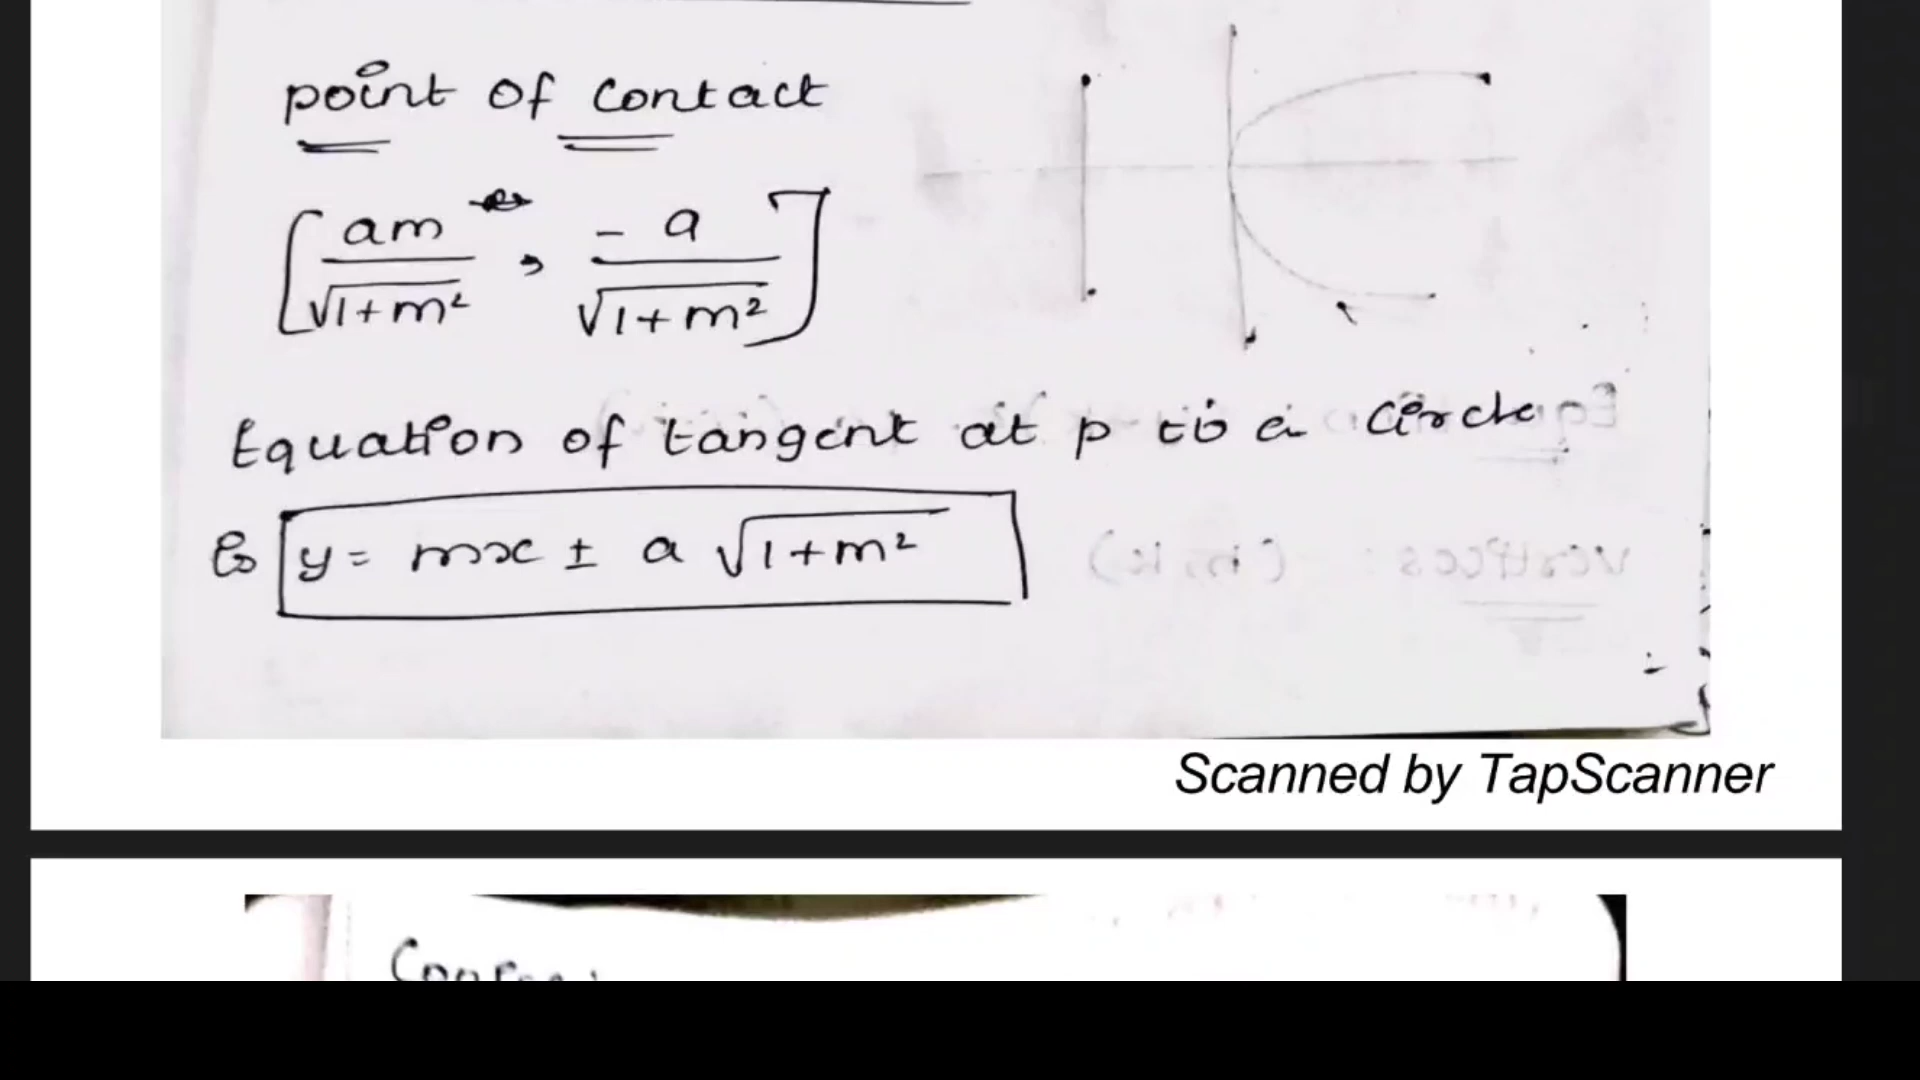 point of contact
[am/√1+m² , -a/√1+m²]
Equation of tangent at p to a circle
is y = mx ± a √1+m²
vertices : (h, k)
Scanned by TapScanner